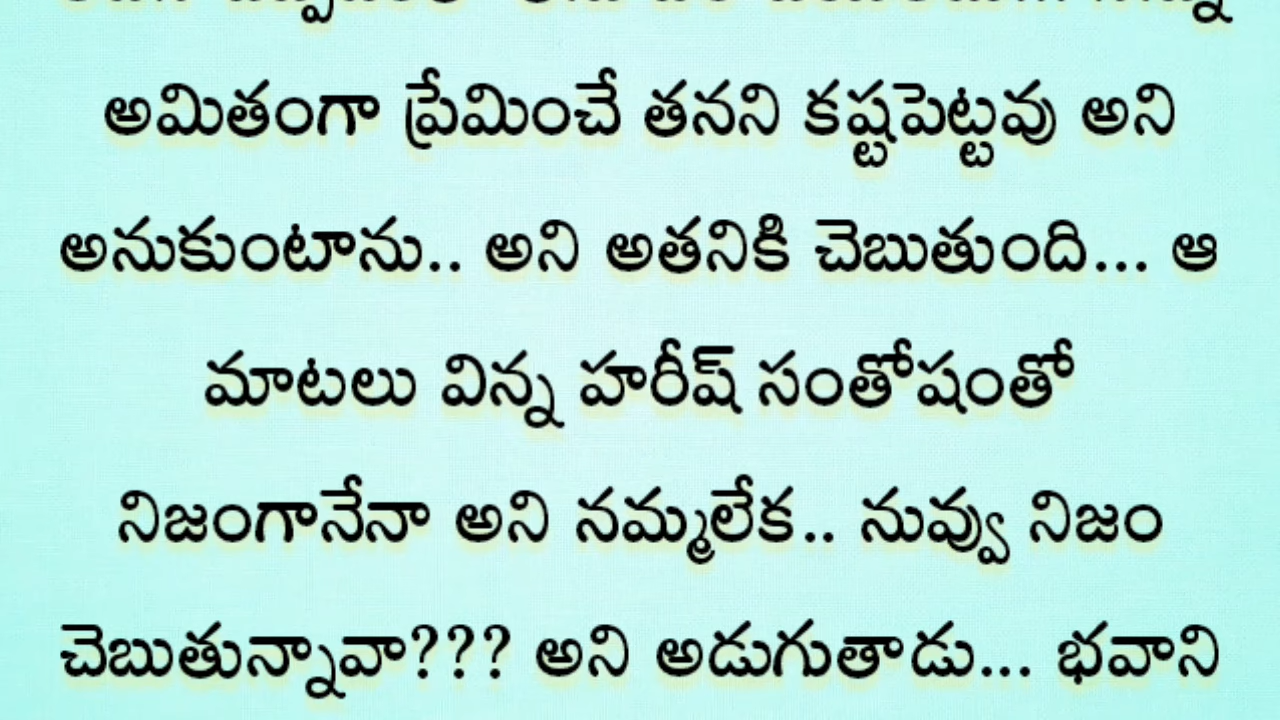 అమితంగా ప్రేమించే తనని కష్టపెట్టవు అని
అనుకుంటాను.. అని అతనికి చెబుతుంది... ఆ
మాటలు విన్న హరీష్ సంతోషంతో
నిజంగానేనా అని నమ్మలేక.. నువ్వు నిజం
చెబుతున్నావా??? అని అడుగుతాడు... భవాని